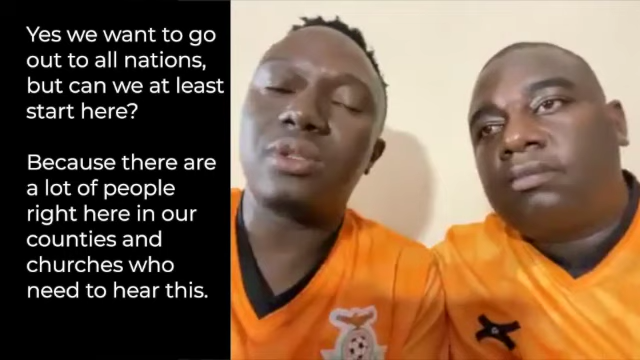 Yes we want to go
out to all nations,
but can we at least
start here?
Because there are
a lot of people
right here in our
counties and
churches who
need to hear this.